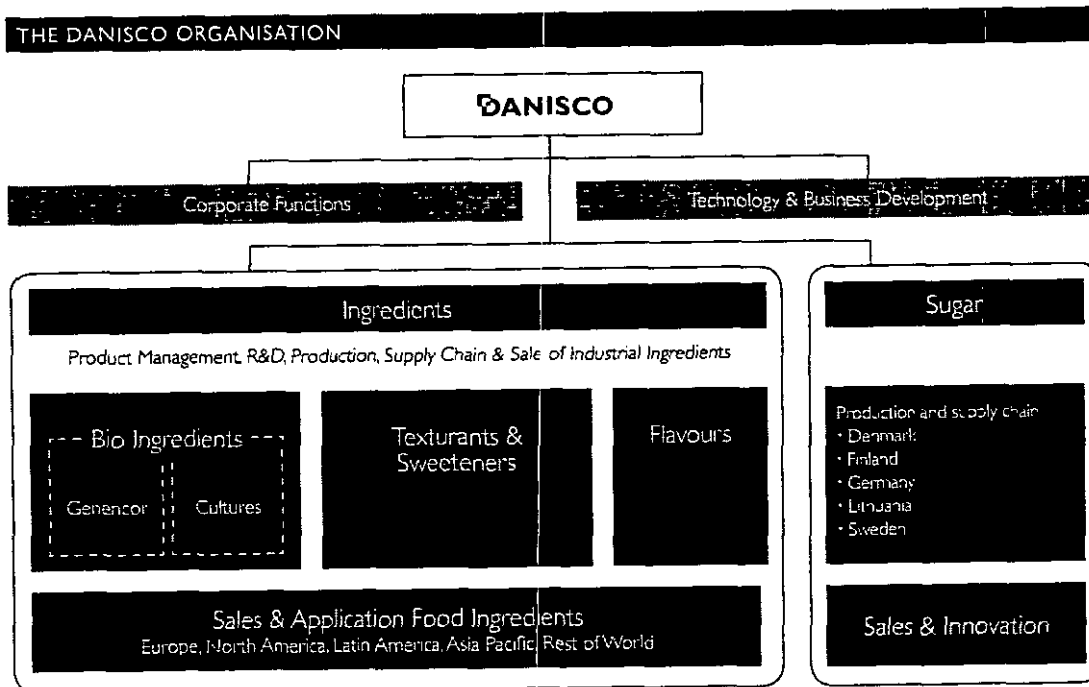 THE DANISCO ORGANISATION
DANISCO
Corporate Functions
Technology & Business Development
Ingredients
Product Management, R&D, Production, Supply Chain & Sale of Industrial Ingredients
Bio Ingredients
Genencor
Cultures
Texturants &
Sweeteners
Flavours
Sales & Application Food Ingredients
Europe, North America, Latin America, Asia Pacific, Rest of World
Sugar
Production and supply chain
• Denmark
• Finland
• Germany
• Lithuania
• Sweden
Sales & Innovation